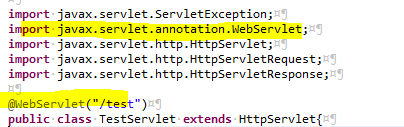 import javax.servlet.ServletException;¤¶
import javax.servlet.annotation.WebServlet;¤¶
import javax.servlet.http.HttpServlet;¤¶
import javax.servlet.http.HttpServletRequest;¤¶
import javax.servlet.http.HttpServletResponse;¤¶
¤¶
@WebServlet("/test")¤¶
public class TestServlet extends HttpServlet{¤¶